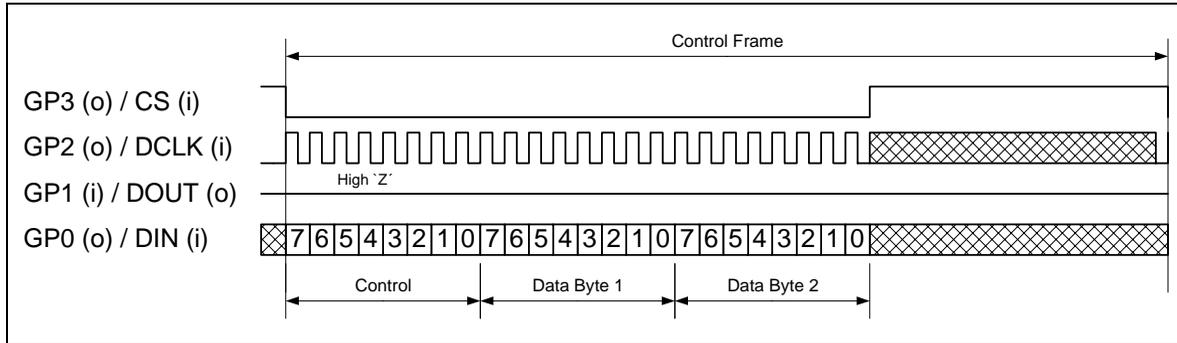 Control Frame
GP3 (o) / CS (i)
GP2 (o) / DCLK (i)
High `Z´
GP1 (i) / DOUT (o)
GP0 (o) / DIN (i)
7 6 5 4 3 2 1 0 7 6 5 4 3 2 1 0 7 6 5 4 3 2 1 0
Control
Data Byte 1
Data Byte 2